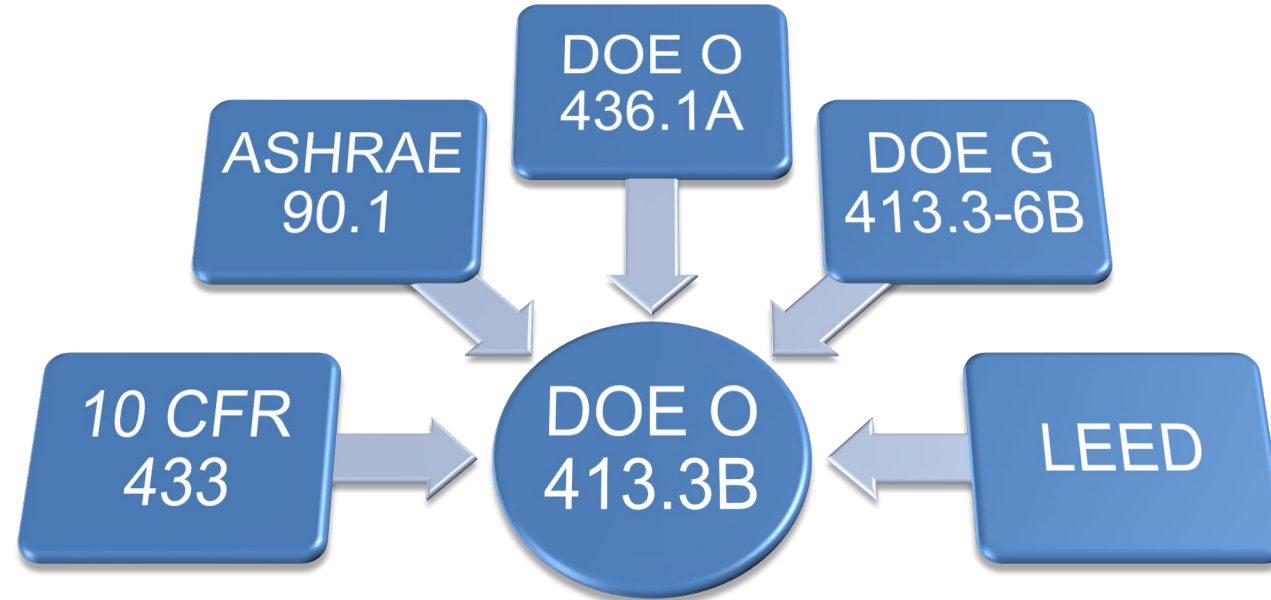 DOE O
436.1A
ASHRAE
90.1
DOE G
413.3-6B
10 CFR
433
DOE O
413.3B
LEED